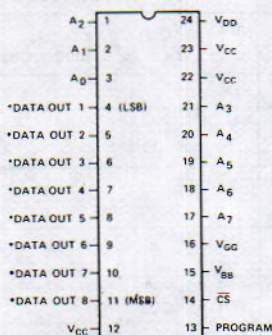 A2 1 24 VDD
A1 2 23 VCC
A0 3 22 VCC
*DATA OUT 1 4 (LSB) 21 A3
*DATA OUT 2 5 20 A4
*DATA OUT 3 6 19 A5
*DATA OUT 4 7 18 A6
*DATA OUT 5 8 17 A7
*DATA OUT 6 9 16 VGG
*DATA OUT 7 10 15 VBB
*DATA OUT 8 11 (MSB) 14 C̅S̅
VCC 12 13 PROGRAM